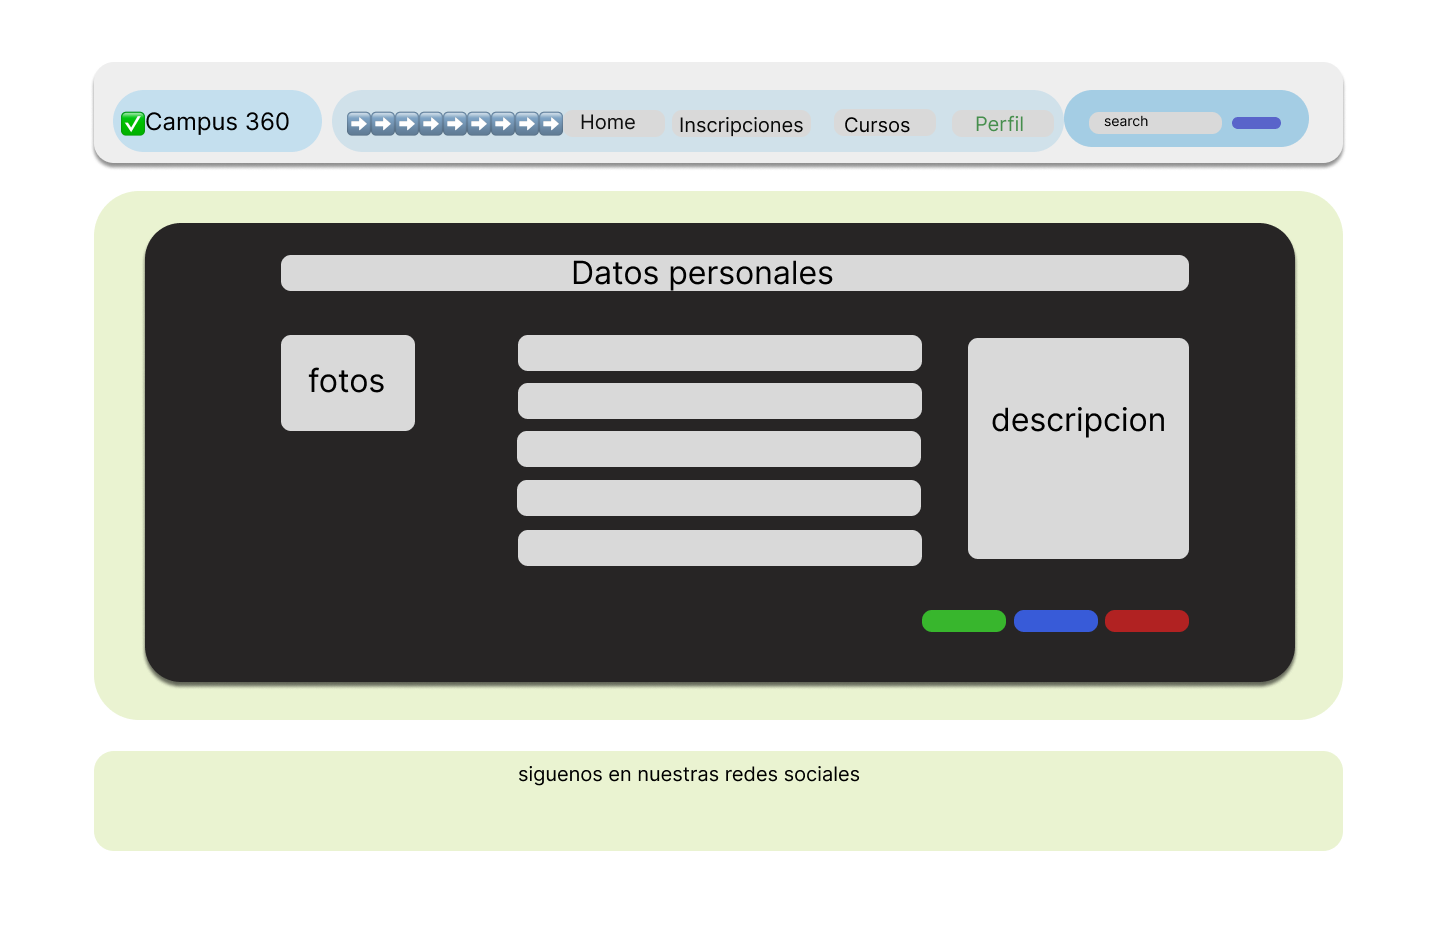 ✅Campus 360
➡️➡️➡️➡️➡️➡️➡️➡️➡️ Home Inscripciones Cursos Perfil
search
Datos personales
fotos
descripcion
siguenos en nuestras redes sociales